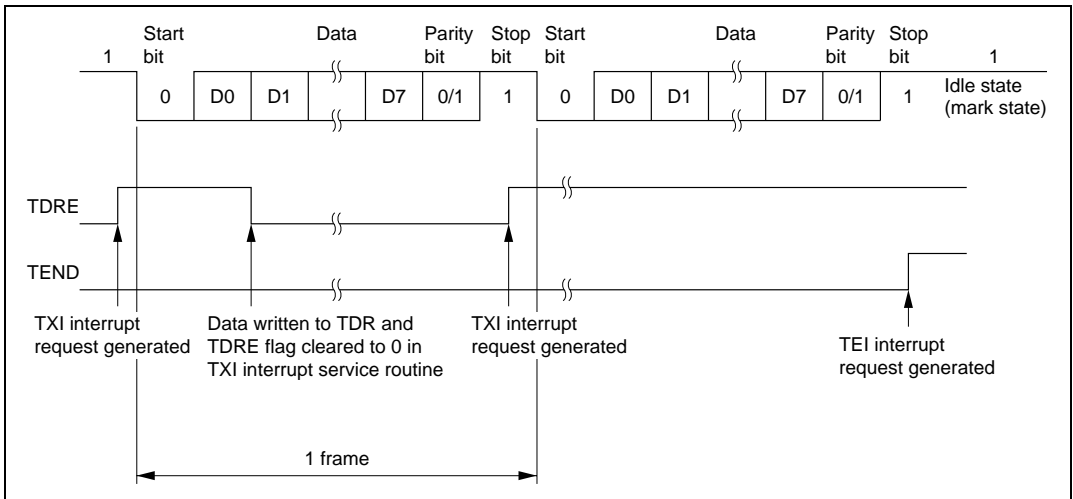 Start Data Parity Stop Start Data Parity Stop
1 bit bit bit bit bit bit 1
0 D0 D1 D7 0/1 1 0 D0 D1 D7 0/1 1 Idle state
(mark state)
TDRE
TEND
TXI interrupt
request generated
Data written to TDR and
TDRE flag cleared to 0 in
TXI interrupt service routine
TXI interrupt
request generated
TEI interrupt
request generated
1 frame